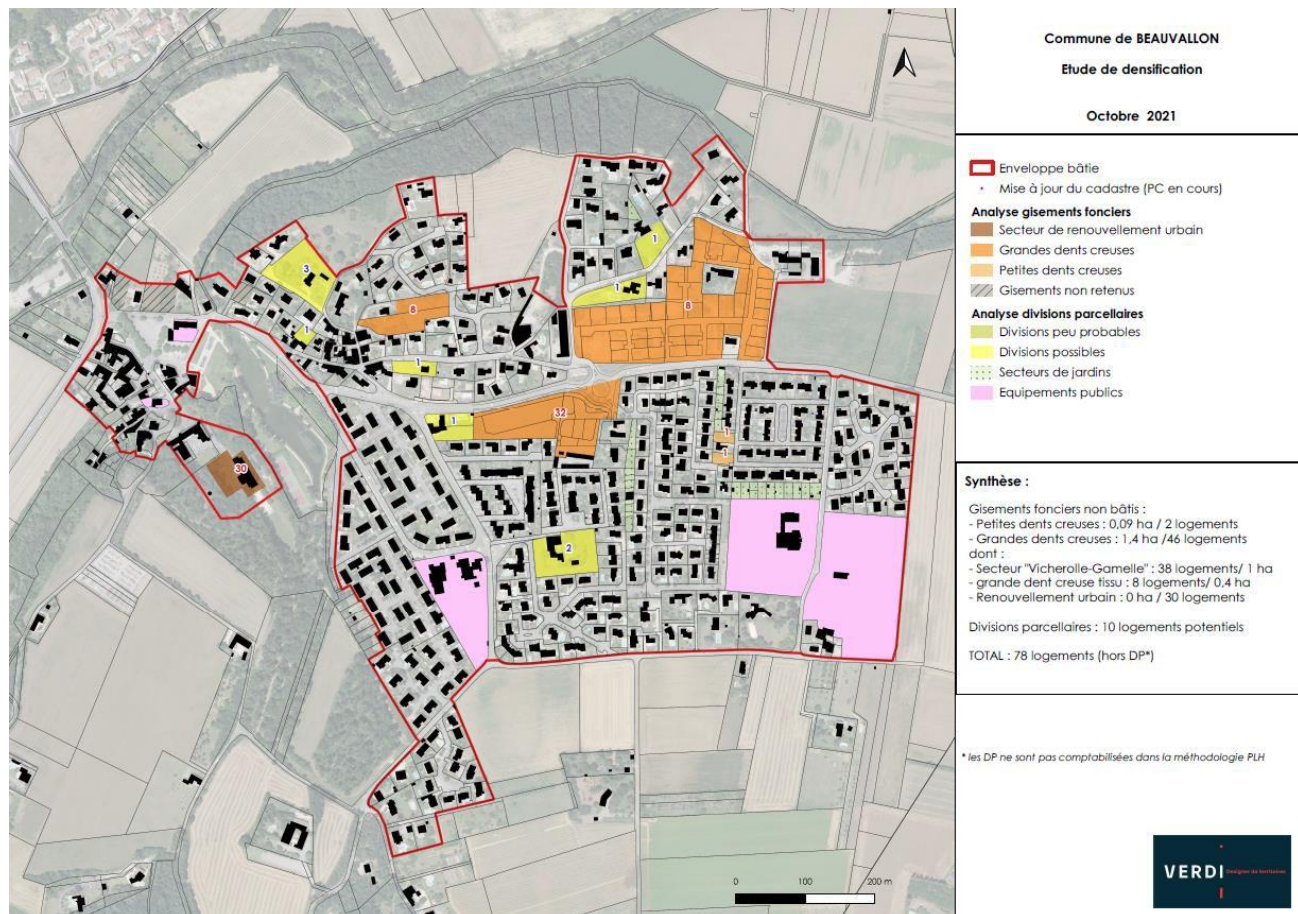 Commune de BEAUVALLON
Etude de densification
Octobre 2021
Enveloppe bâtie
Mise à jour du cadastre (PC en cours)
Analyse gisements fonciers
Secteur de renouvellement urbain
Grandes dents creuses
Petites dents creuses
Gisements non retenus
Analyse divisions parcellaires
Divisions peu probables
Divisions possibles
Secteurs de jardins
Equipements publics
Synthèse :
Gisements fonciers non bâtis :
- Petites dents creuses : 0,09 ha / 2 logements
- Grandes dents creuses : 1,4 ha /46 logements
dont :
- Secteur "Vicherolle-Gamelle" : 38 logements/ 1 ha
- grande dent creuse tissu : 8 logements/ 0,4 ha
- Renouvellement urbain : 0 ha / 30 logements
Divisions parcellaires : 10 logements potentiels
TOTAL : 78 logements (hors DP*)
* les DP ne sont pas comptabilisées dans la méthodologie PLH
VERDI Designer de territoires
1
3
1
8
8
1
1
1
32
1
1
30
2
0 100 200 m